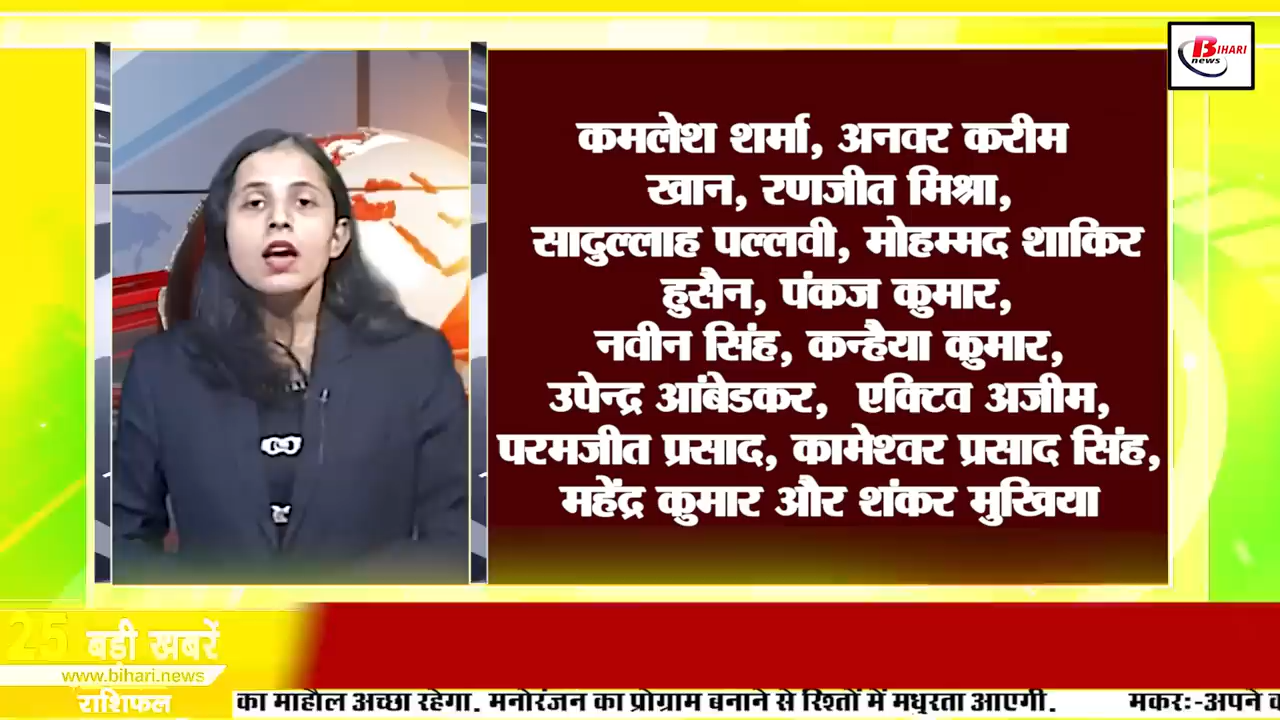 BIHARI
news
कमलेश शर्मा, अनवर करीम
खान, रणजीत मिश्रा,
सादुल्लाह पल्लवी, मोहम्मद शाकिर
हुसैन, पंकज कुमार,
नवीन सिंह, कन्हैया कुमार,
उपेन्द्र आंबेडकर, एक्टिव अजीम,
परमजीत प्रसाद, कामेश्वर प्रसाद सिंह,
महेंद्र कुमार और शंकर मुखिया
25 बड़ी खबरें
www.bihari.news
राशिफल
का माहौल अच्छा रहेगा. मनोरंजन का प्रोग्राम बनाने से रिश्तों में मधुरता आएगी. मकरः-अपने